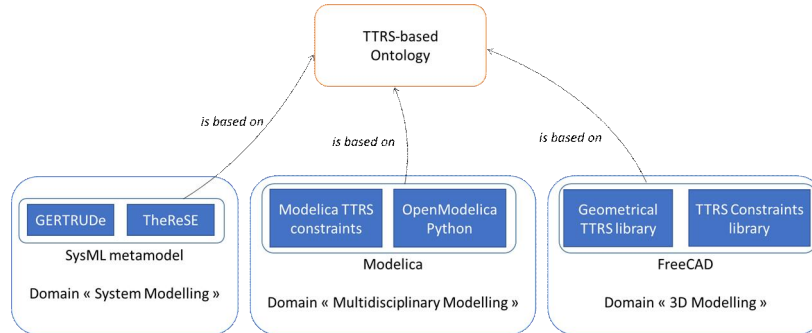 TTRS-based
Ontology
is based on
is based on
is based on
GERTRUDe
TheReSE
SysML metamodel
Domain « System Modelling »
Modelica TTRS
constraints
OpenModelica
Python
Modelica
Domain « Multidisciplinary Modelling »
Geometrical
TTRS library
TTRS Constraints
library
FreeCAD
Domain « 3D Modelling »